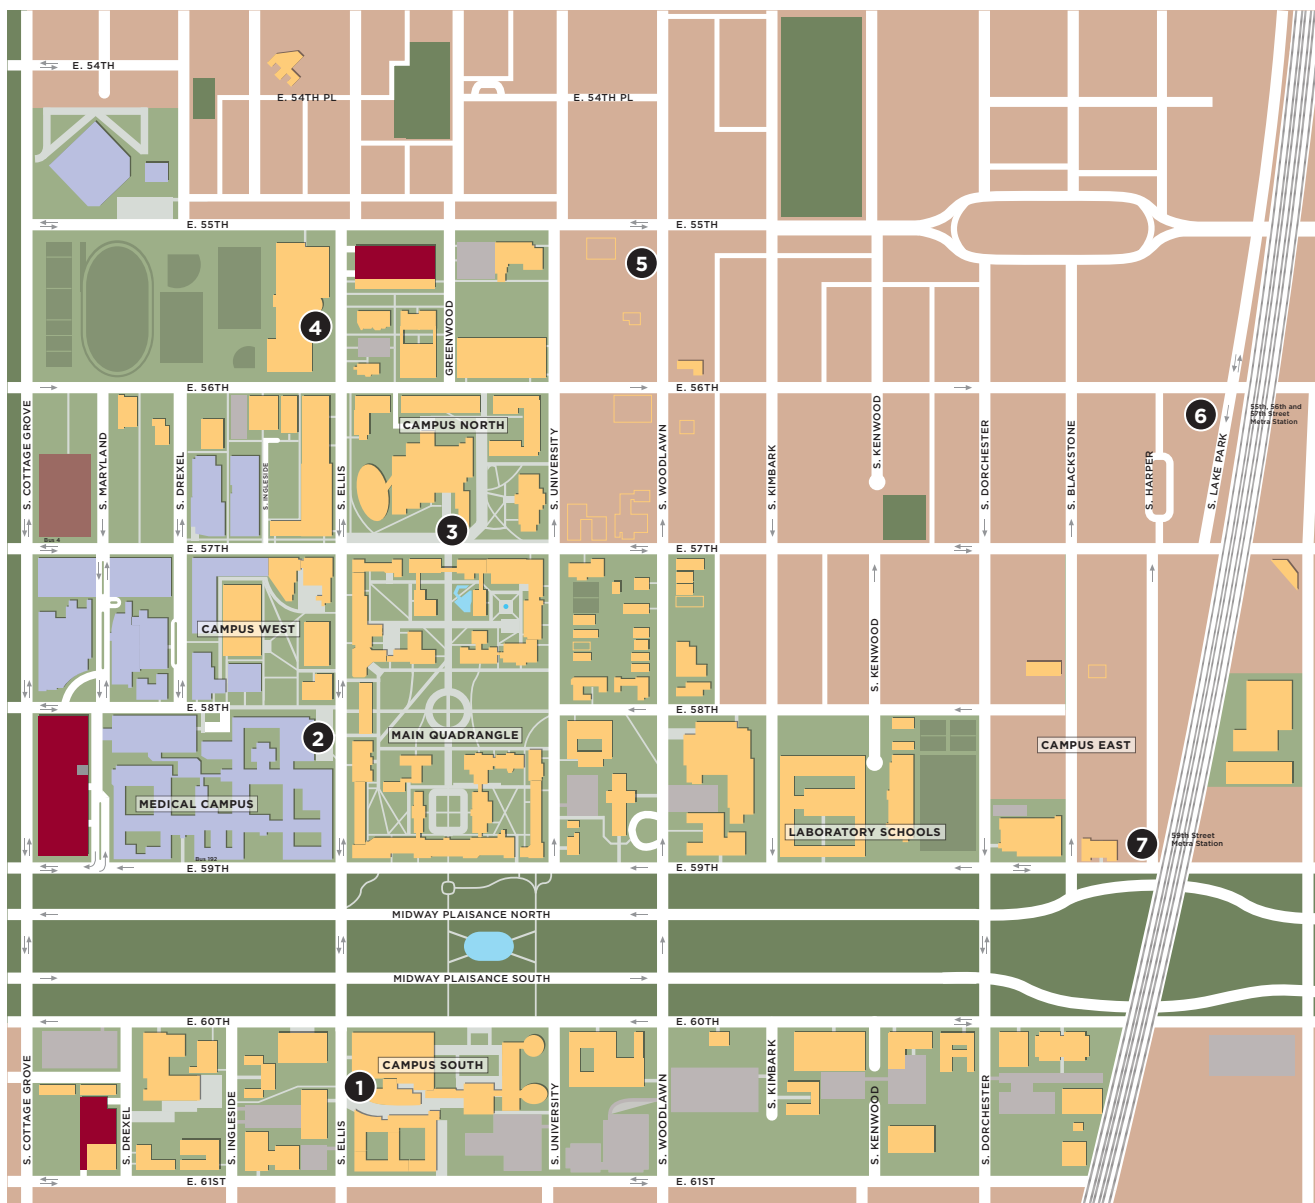 E. 54TH
E. 54TH PL
E. 54TH PL
E. 55TH
E. 55TH
5
4
GREENWOOD
E. 56TH
E. 56TH
S. COTTAGE GROVE
S. MARYLAND
S. DREXEL
S. INGLESIDE
S. ELLIS
CAMPUS NORTH
S. UNIVERSITY
S. WOODLAWN
S. KIMBARK
S. KENWOOD
S. DORCHESTER
S. BLACKSTONE
S. HARPER
S. LAKE PARK
6
55th, 56th and
57th Street
Metra Station
3
Bus 4
E. 57TH
E. 57TH
CAMPUS WEST
S. KENWOOD
E. 58TH
E. 58TH
2
MAIN QUADRANGLE
CAMPUS EAST
MEDICAL CAMPUS
LABORATORY SCHOOLS
7
59th Street
Metra Station
Bus 192
E. 59TH
E. 59TH
MIDWAY PLAISANCE NORTH
MIDWAY PLAISANCE SOUTH
E. 60TH
E. 60TH
CAMPUS SOUTH
1
S. COTTAGE GROVE
S. DREXEL
S. INGLESIDE
S. ELLIS
S. UNIVERSITY
S. WOODLAWN
S. KIMBARK
S. KENWOOD
S. DORCHESTER
E. 61ST
E. 61ST